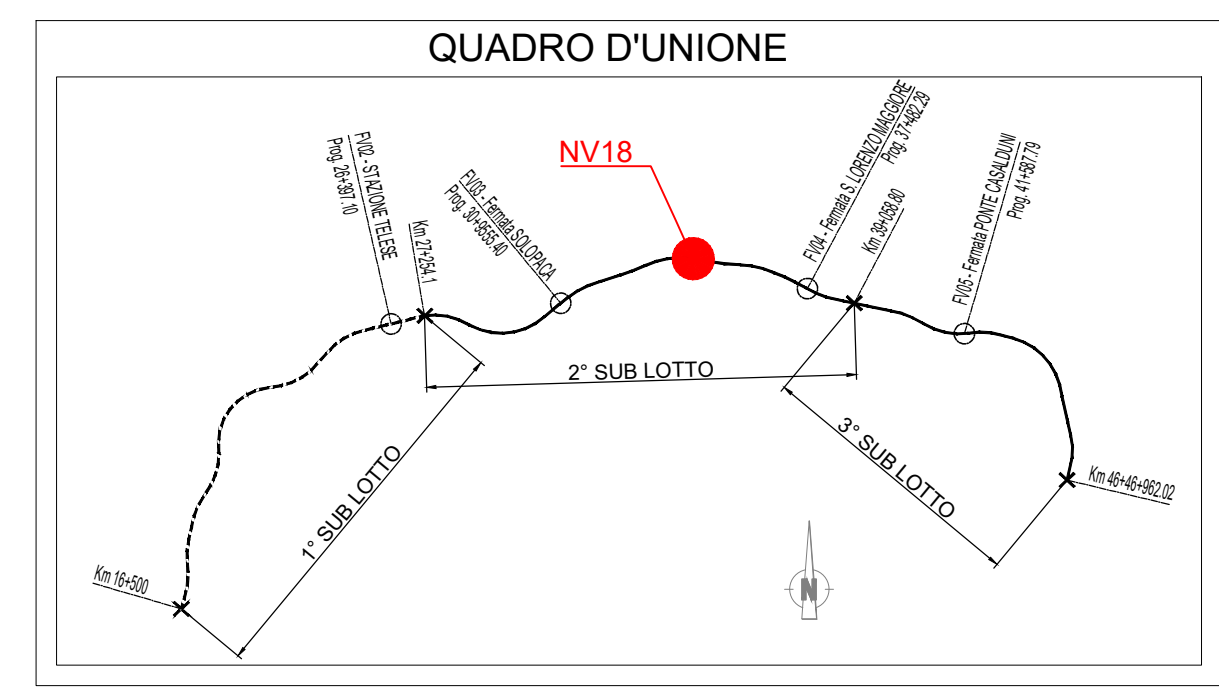 QUADRO D'UNIONE
FV02 - STAZIONE TELESE
Prog. 26+397.10
Km 27+254.1
FV03 - Fermata SOLOPACA
Prog. 30+9555.40
NV18
FV04 - Fermata S. LORENZO MAGGIORE
Prog. 37+482.29
Km 39+058.80
FV05 - Fermata PONTE CASALDUNI
Prog. 41+587.79
2° SUB LOTTO
1° SUB LOTTO
3° SUB LOTTO
Km 46+46+962.02
Km 16+500
N